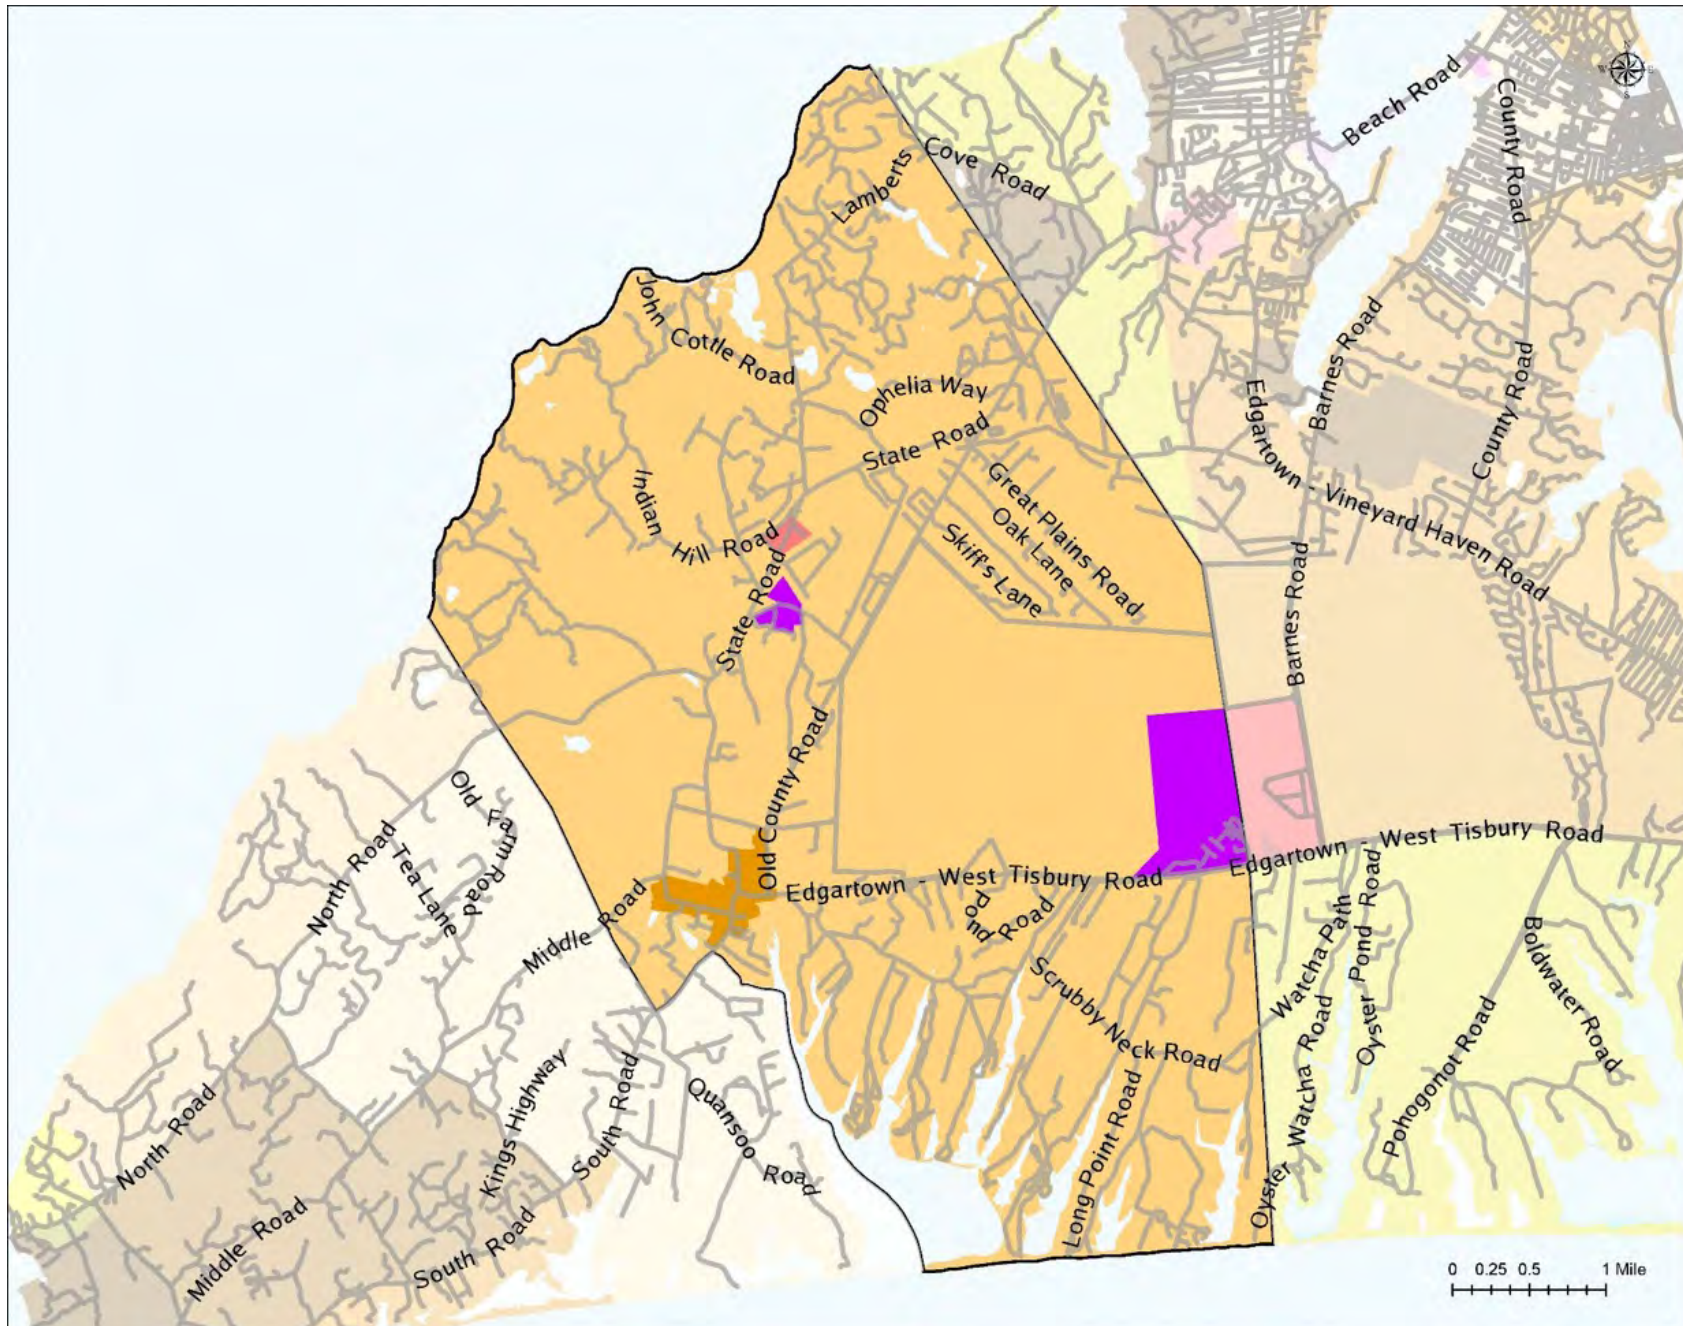 N
W
S
Beach Road
County Road
Cove Road
Lamberts
John Cottle Road
Barnes Road
Ophelia Way
State Road
Edgartown - Vineyard Haven Road
County Road
Great Plains Road
Oak Lane
Skiff's Lane
Indian Hill Road
State Road
Barnes Road
Old County Road
Old Farm Road
North Road
Tea Lane
Middle Road
Edgartown - West Tisbury Road
Edgartown - West Tisbury Road
Pond Road
Scrubby Neck Road
Watcha Path
Oyster Pond Road
Boldwater Road
Pohogonot Road
Oyster Watcha Road
Long Point Road
Quansoo Road
Kings Highway
South Road
North Road
Middle Road
South Road
0 0.25 0.5 1 Mile